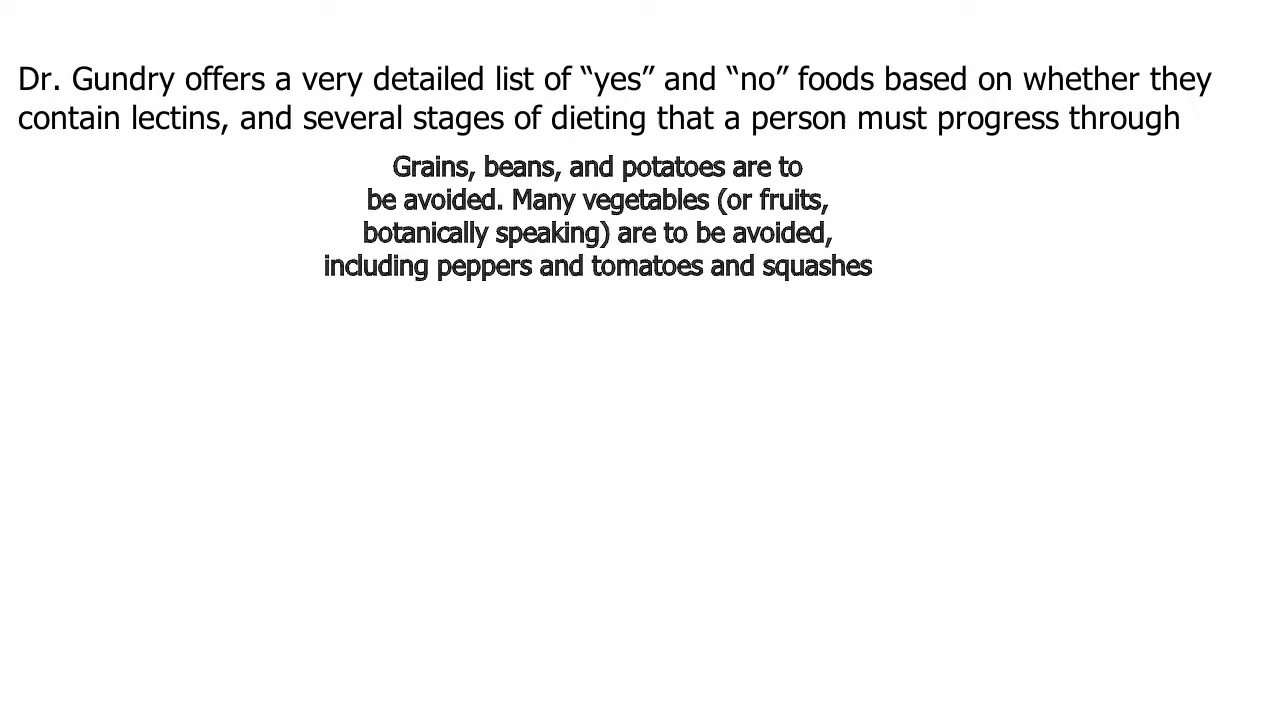 Dr. Gundry offers a very detailed list of “yes” and “no” foods based on whether they
contain lectins, and several stages of dieting that a person must progress through
Grains, beans, and potatoes are to
be avoided. Many vegetables (or fruits,
botanically speaking) are to be avoided,
including peppers and tomatoes and squashes